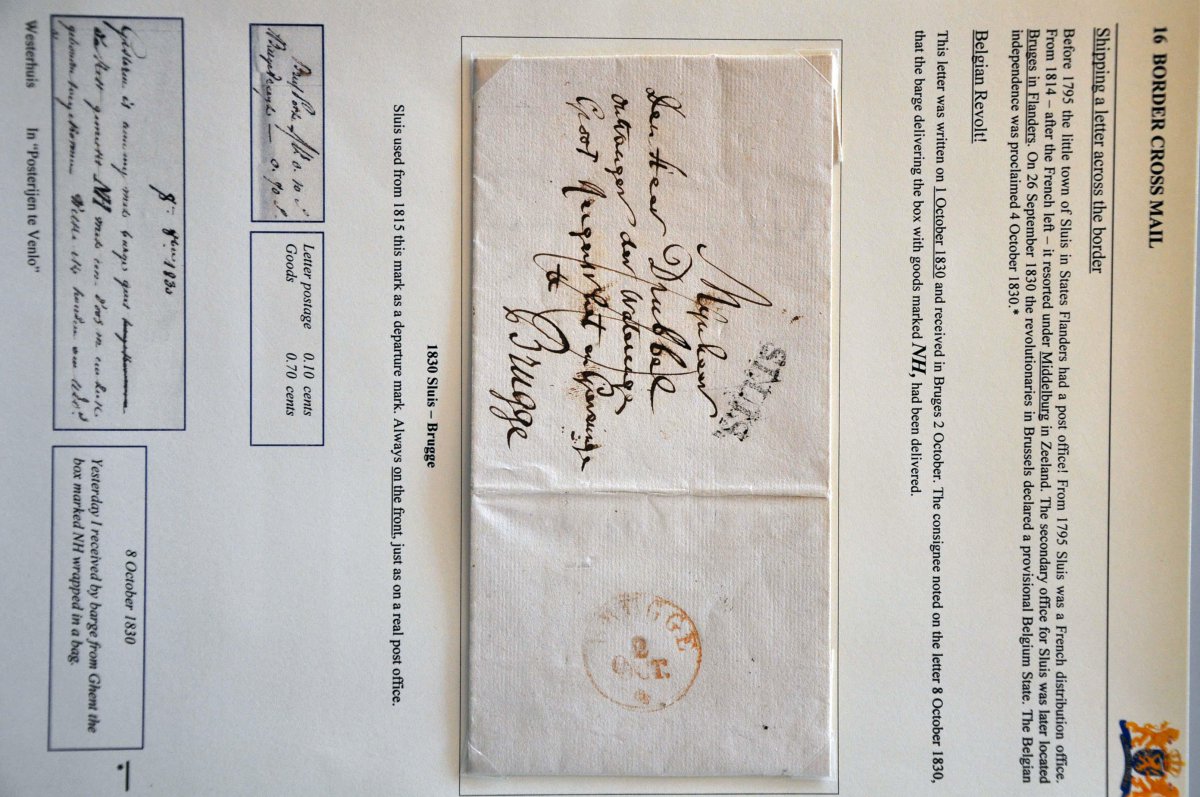 16 BORDER CROSS MAIL
Shipping a letter across the border
Before 1795 the little town of Sluis in States Flanders had a post office! From 1795 Sluis was a French distribution office.
From 1814 – after the French left – it resorted under Middelburg in Zeeland. The secondary office for Sluis was later located
Bruges in Flanders. On 26 September 1830 the revolutionaries in Brussels declared a provisional Belgium State. The Belgian
independence was proclaimed 4 October 1830.*
Belgian Revolt!
This letter was written on 1 October 1830 and received in Bruges 2 October. The consignee noted on the letter 8 October 1830,
that the barge delivering the box with goods marked NH, had been delivered.
SLUIS
Mynheer
Den Heer Drubbel
ontvanger der Watering
Groot
te
Brugge
BRUGGE
OCT.
1830 Sluis – Brugge
Sluis used from 1815 this mark as a departure mark. Always on the front, just as on a real post office.
Letter postage 0.10 cents
Goods 0.70 cents
8 October 1830
Yesterday I received by barge from Ghent the
box marked NH wrapped in a bag.
1830
NH
Westerhuis In "Posterijen te Venlo"